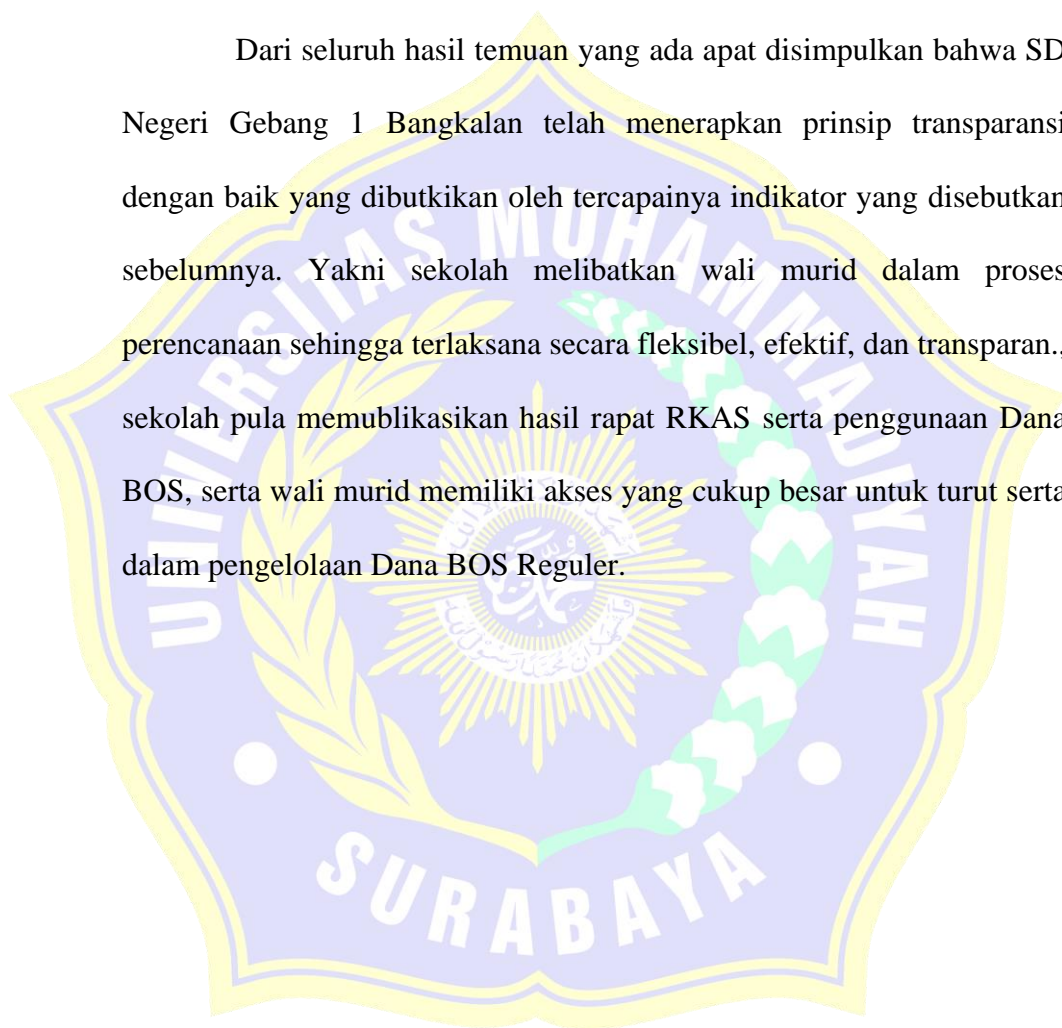 Dari seluruh hasil temuan yang ada apat disimpulkan bahwa SD
Negeri Gebang 1 Bangkalan telah menerapkan prinsip transparansi
dengan baik yang dibutkikan oleh tercapainya indikator yang disebutkan
sebelumnya. Yakni sekolah melibatkan wali murid dalam proses
perencanaan sehingga terlaksana secara fleksibel, efektif, dan transparan.,
sekolah pula memublikasikan hasil rapat RKAS serta penggunaan Dana
BOS, serta wali murid memiliki akses yang cukup besar untuk turut serta
dalam pengelolaan Dana BOS Reguler.
UNIVERSITAS MUHAMMADIYAH
SURABAYA